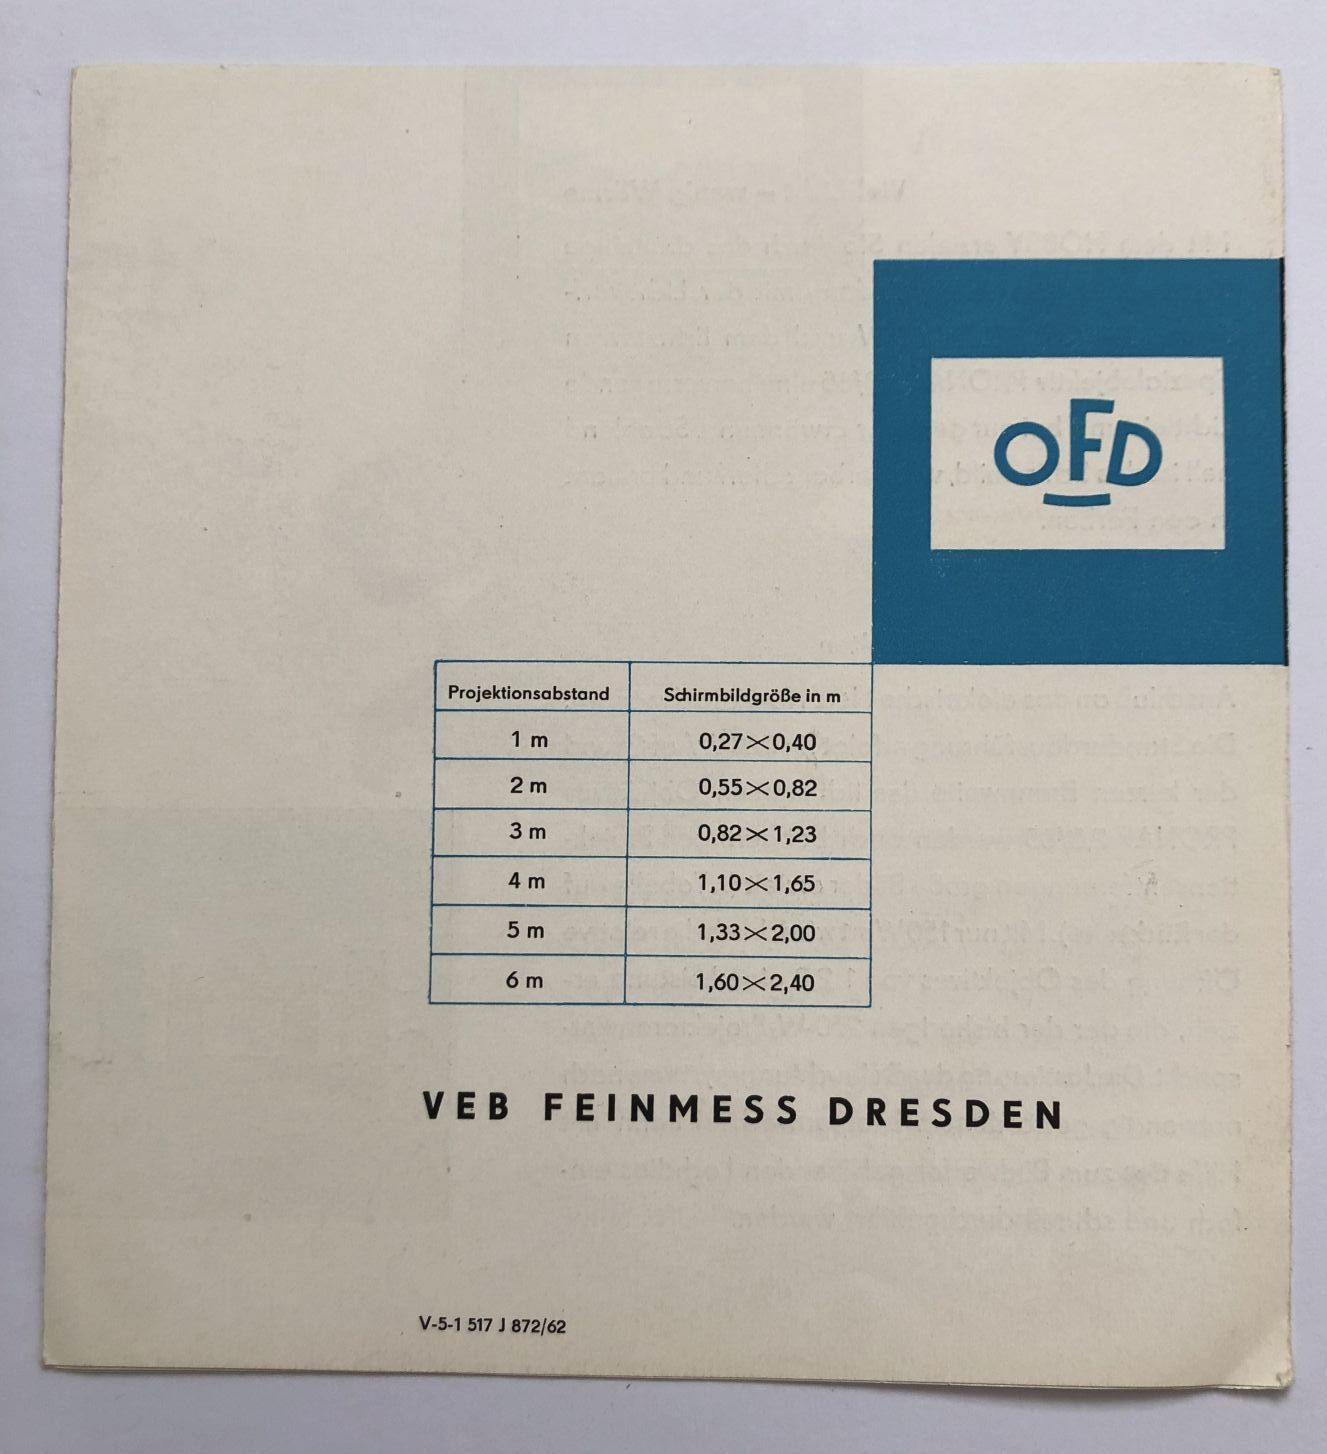 OFD
Projektionsabstand Schirmbildgröße in m
1 m 0,27×0,40
2 m 0,55×0,82
3 m 0,82×1,23
4 m 1,10×1,65
5 m 1,33×2,00
6 m 1,60×2,40
VEB FEINMESS DRESDEN
V-5-1 517 J 872/62